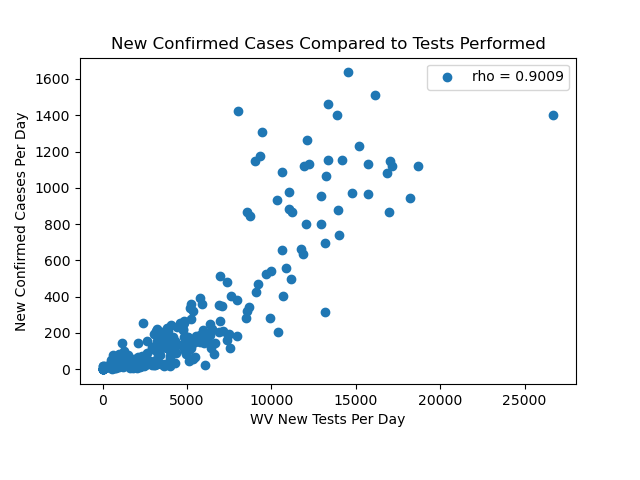 New Confirmed Cases Compared to Tests Performed
rho = 0.9009
New Confirmed Caeses Per Day
1600
1400
1200
1000
800
600
400
200
0
0 5000 10000 15000 20000 25000
WV New Tests Per Day